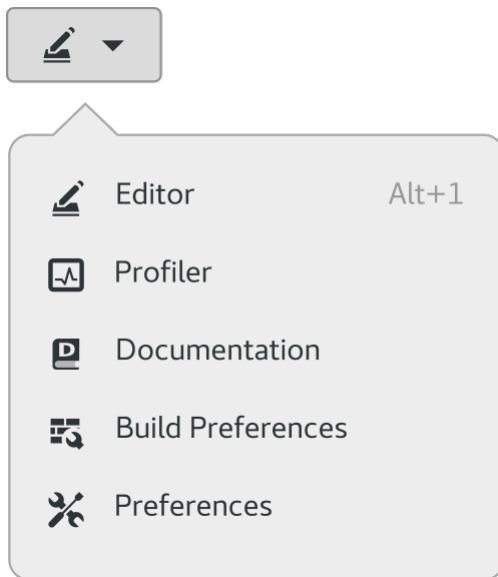 Editor Alt+1
Profiler
Documentation
Build Preferences
Preferences